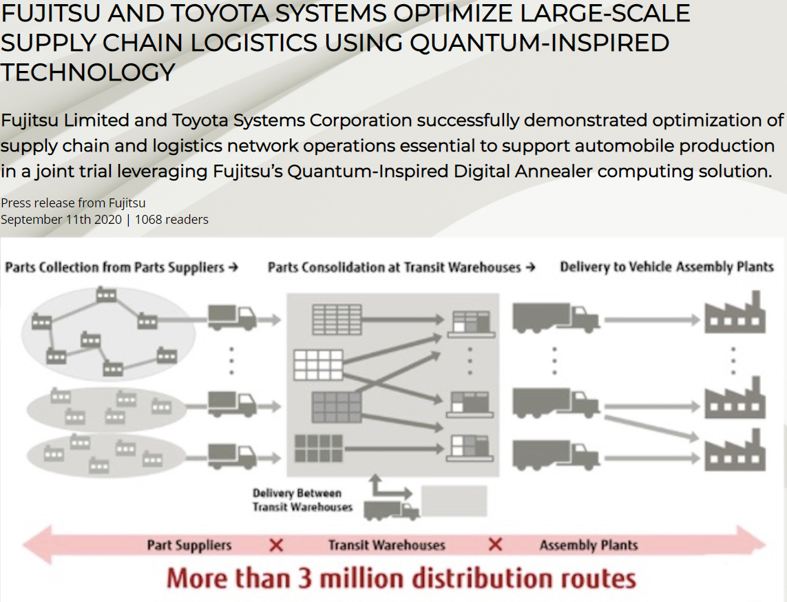 FUJITSU AND TOYOTA SYSTEMS OPTIMIZE LARGE-SCALE
SUPPLY CHAIN LOGISTICS USING QUANTUM-INSPIRED
TECHNOLOGY
Fujitsu Limited and Toyota Systems Corporation successfully demonstrated optimization of
supply chain and logistics network operations essential to support automobile production
in a joint trial leveraging Fujitsu's Quantum-Inspired Digital Annealer computing solution.
Press release from Fujitsu
September 11th 2020 | 1068 readers
Parts Collection from Parts Suppliers → Parts Consolidation at Transit Warehouses → Delivery to Vehicle Assembly Plants
Delivery Between
Transit Warehouses
Part Suppliers × Transit Warehouses × Assembly Plants
More than 3 million distribution routes